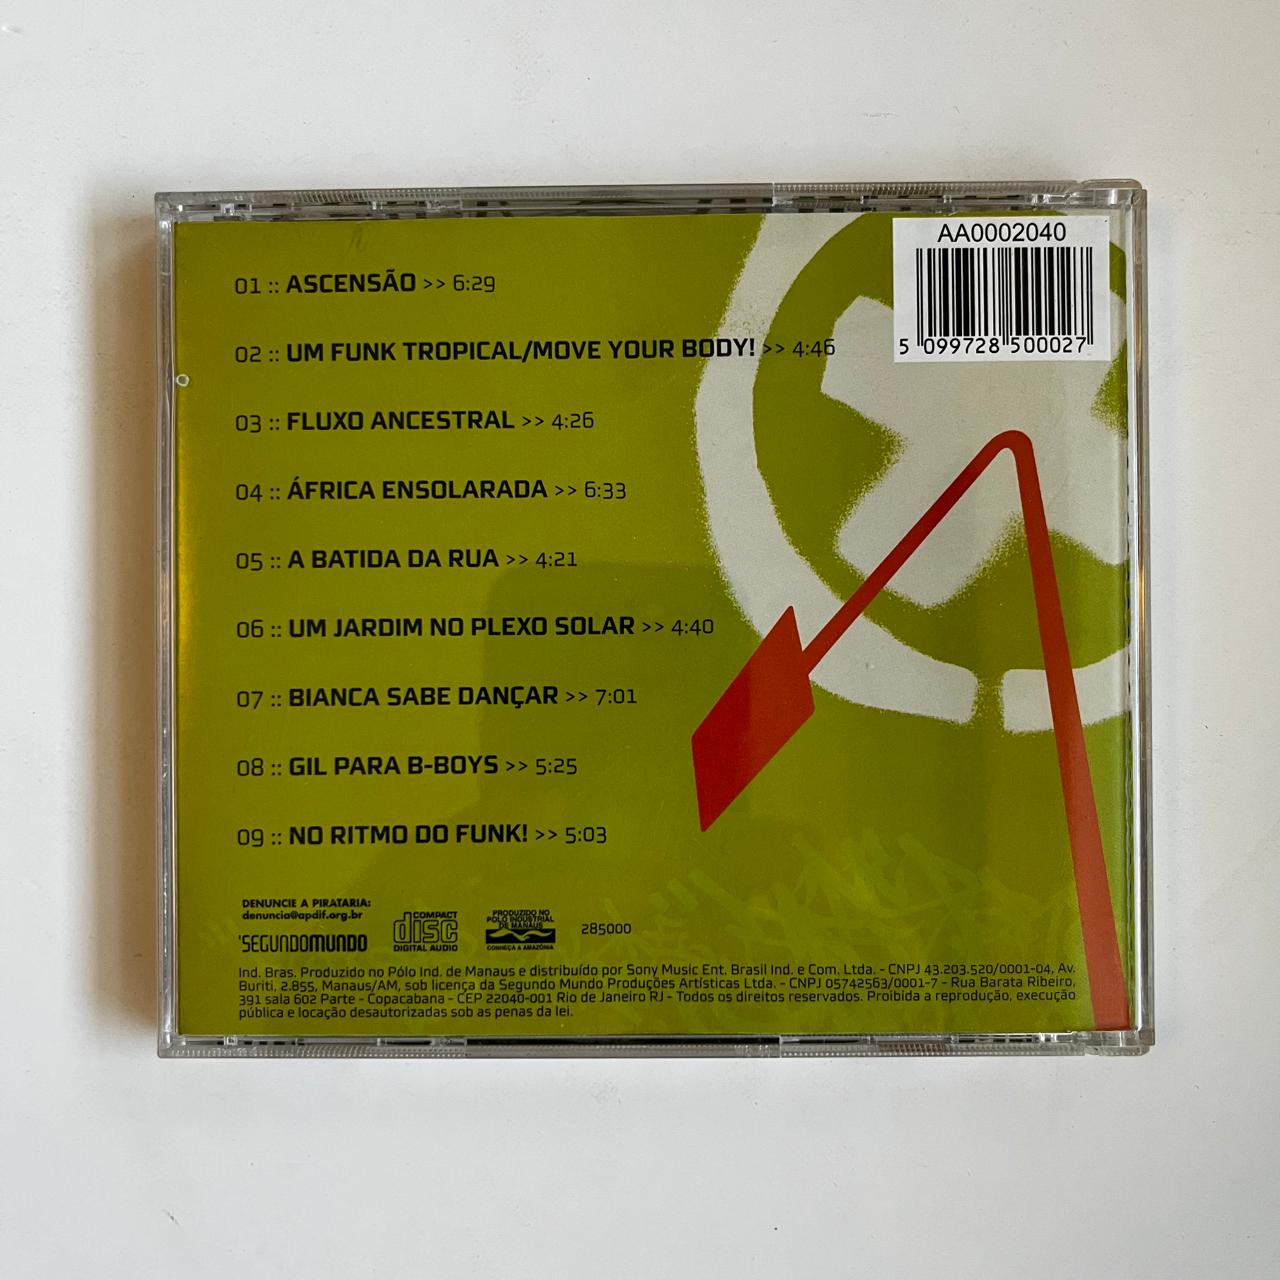 AA0002040
5 099728 500027
01 :: ASCENSÃO >> 6:29
02 :: UM FUNK TROPICAL/MOVE YOUR BODY! >> 4:46
03 :: FLUXO ANCESTRAL >> 4:26
04 :: ÁFRICA ENSOLARADA >> 6:33
05 :: A BATIDA DA RUA >> 4:21
06 :: UM JARDIM NO PLEXO SOLAR >> 4:40
07 :: BIANCA SABE DANÇAR >> 7:01
08 :: GIL PARA B-BOYS >> 5:25
09 :: NO RITMO DO FUNK! >> 5:03
DENUNCIE A PIRATARIA:
denuncia@apdif.org.br
'SEGUNDOMUNDO
COMPACT
disc
DIGITAL AUDIO
PRODUZIDO NO
PÓLO INDUSTRIAL
DE MANAUS
CONHEÇA A AMAZÔNIA
285000
Ind. Bras. Produzido no Pólo Ind. de Manaus e distribuído por Sony Music Ent. Brasil Ind. e Com. Ltda. - CNPJ 43.203.520/0001-04, Av.
Buriti, 2.855, Manaus/AM, sob licença da Segundo Mundo Produções Artísticas Ltda. - CNPJ 05742563/0001-7 - Rua Barata Ribeiro,
391 sala 602 Parte - Copacabana - CEP 22040-001 Rio de Janeiro RJ - Todos os direitos reservados. Proibida a reprodução, execução
pública e locação desautorizadas sob as penas da lei.